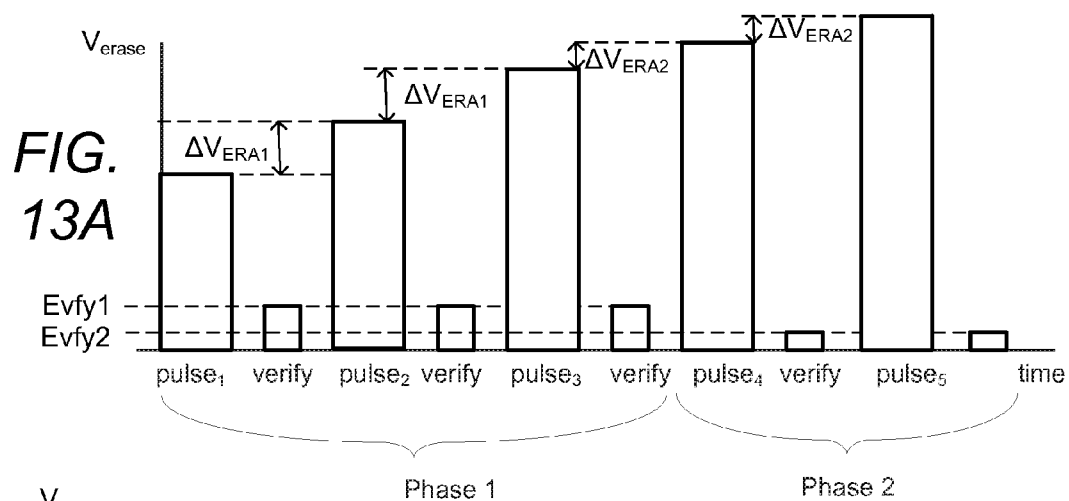 V_erase
ΔV_ERA1
ΔV_ERA1
ΔV_ERA2
ΔV_ERA2
FIG.
13A
Evfy1
Evfy2
pulse₁ verify pulse₂ verify pulse₃ verify pulse₄ verify pulse₅ time
Phase 1 Phase 2
V